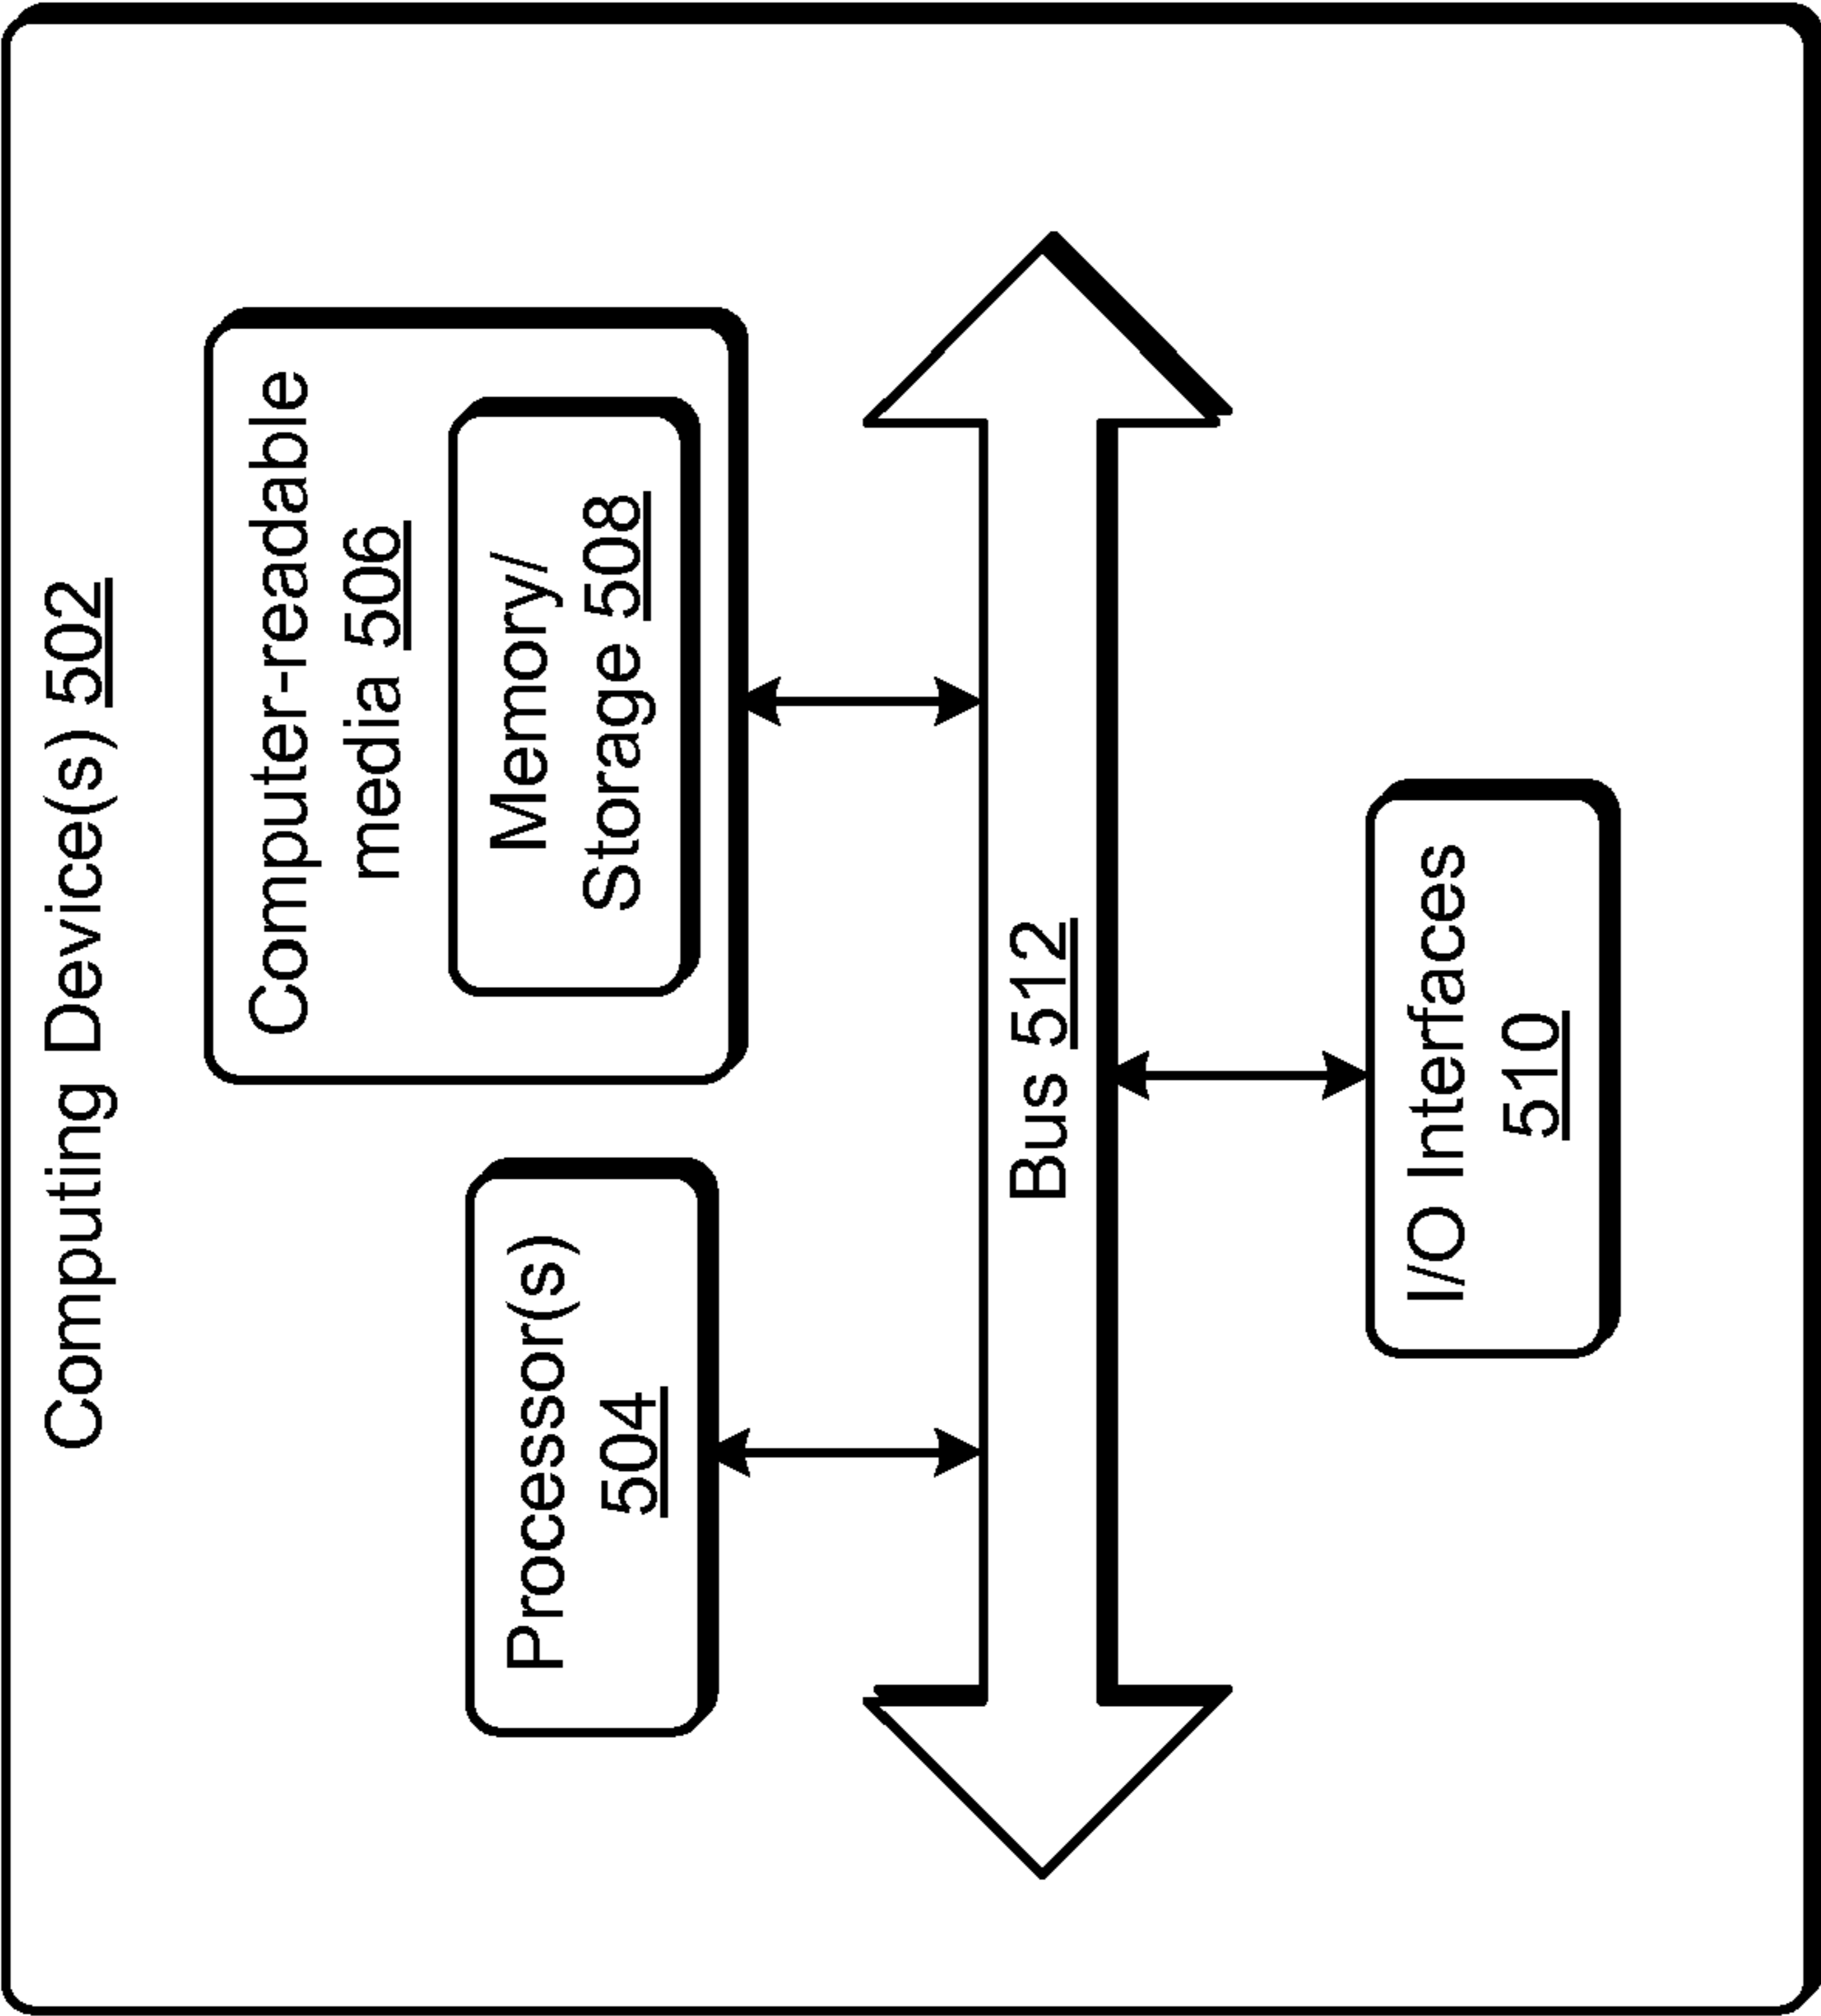 Computing Device(s) 502
Computer-readable
media 506
Memory/
Storage 508
Processor(s)
504
Bus 512
I/O Interfaces
510